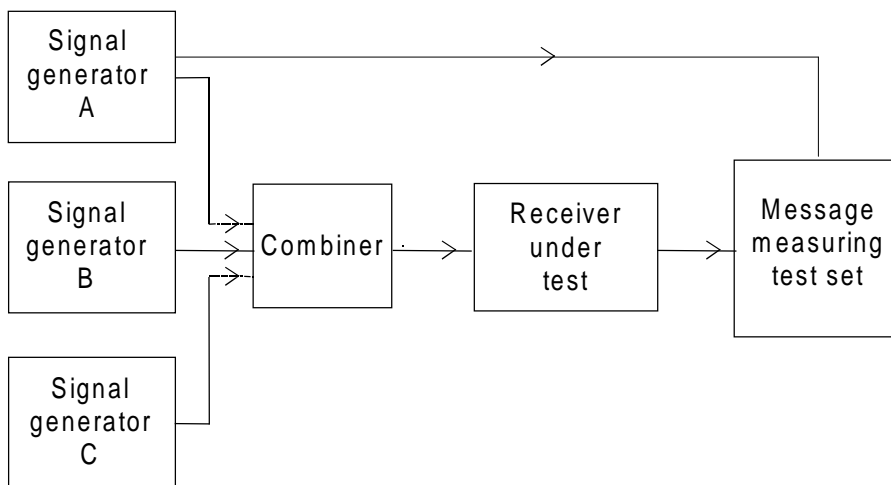 Signal
generator
A
Signal
generator
B
Signal
generator
C
Combiner
Receiver
under
test
Message
measuring
test set